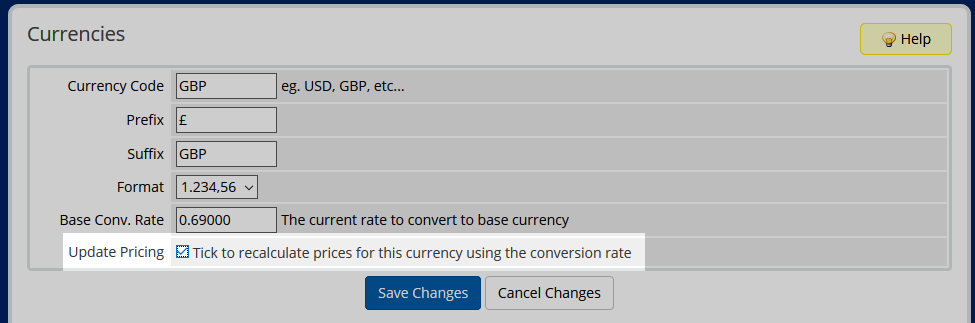 Currencies
Help
Currency Code GBP eg. USD, GBP, etc...
Prefix £
Suffix GBP
Format 1.234,56
Base Conv. Rate 0.69000 The current rate to convert to base currency
Update Pricing Tick to recalculate prices for this currency using the conversion rate
Save Changes Cancel Changes